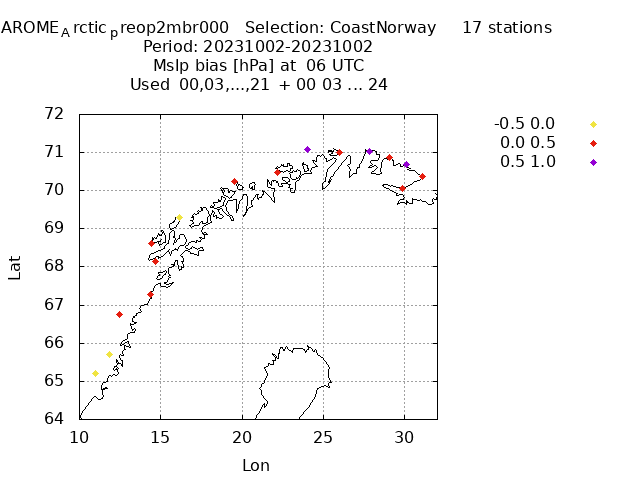 AROME_Arctic_preop2mbr000 Selection: CoastNorway 17 stations
Period: 20231002-20231002
Mslp bias [hPa] at 06 UTC
Used 00,03,...,21 + 00 03 ... 24
-0.5 0.0
0.0 0.5
0.5 1.0
72
71
70
69
68
67
66
65
64
Lat
10 15 20 25 30
Lon